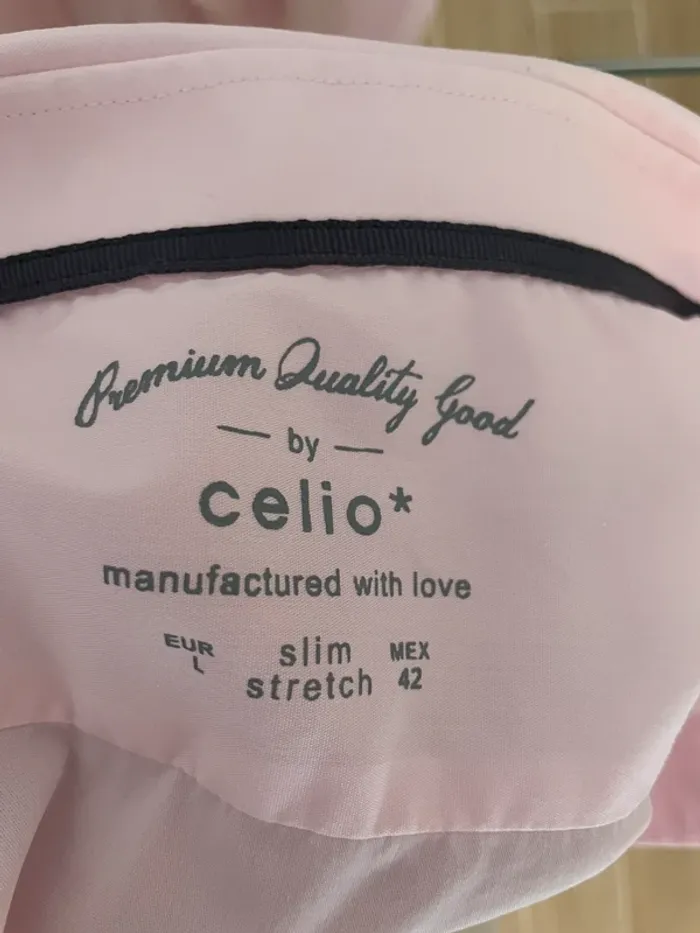 Premium Quality Good
— by —
celio*
manufactured with love
EUR slim MEX
L stretch 42